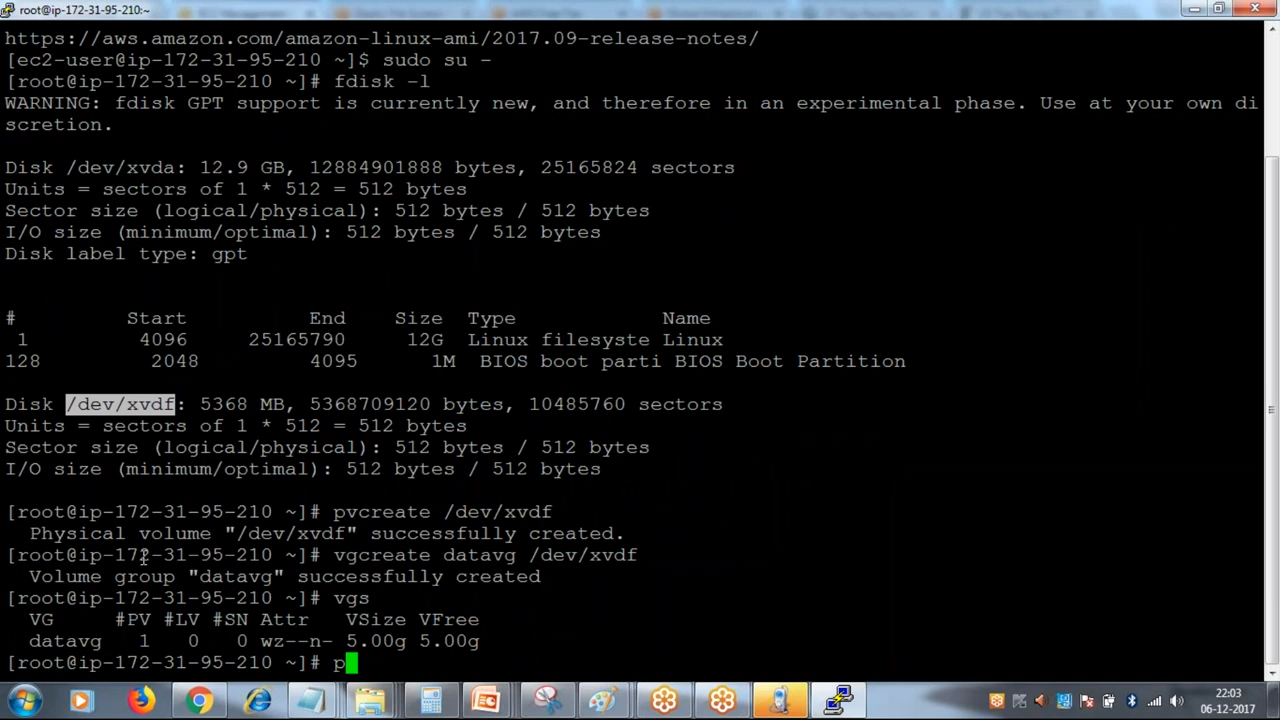 root@ip-172-31-95-210:~
https://aws.amazon.com/amazon-linux-ami/2017.09-release-notes/
[ec2-user@ip-172-31-95-210 ~]$ sudo su -
[root@ip-172-31-95-210 ~]# fdisk -l
WARNING: fdisk GPT support is currently new, and therefore in an experimental phase. Use at your own di
scretion.
Disk /dev/xvda: 12.9 GB, 12884901888 bytes, 25165824 sectors
Units = sectors of 1 * 512 = 512 bytes
Sector size (logical/physical): 512 bytes / 512 bytes
I/O size (minimum/optimal): 512 bytes / 512 bytes
Disk label type: gpt
# Start End Size Type Name
1 4096 25165790 12G Linux filesyste Linux
128 2048 4095 1M BIOS boot parti BIOS Boot Partition
Disk /dev/xvdf: 5368 MB, 5368709120 bytes, 10485760 sectors
Units = sectors of 1 * 512 = 512 bytes
Sector size (logical/physical): 512 bytes / 512 bytes
I/O size (minimum/optimal): 512 bytes / 512 bytes
[root@ip-172-31-95-210 ~]# pvcreate /dev/xvdf
Physical volume "/dev/xvdf" successfully created.
[root@ip-172-31-95-210 ~]# vgcreate datavg /dev/xvdf
Volume group "datavg" successfully created
[root@ip-172-31-95-210 ~]# vgs
VG #PV #LV #SN Attr VSize VFree
datavg 1 0 0 wz--n- 5.00g 5.00g
[root@ip-172-31-95-210 ~]# p
22:03
06-12-2017